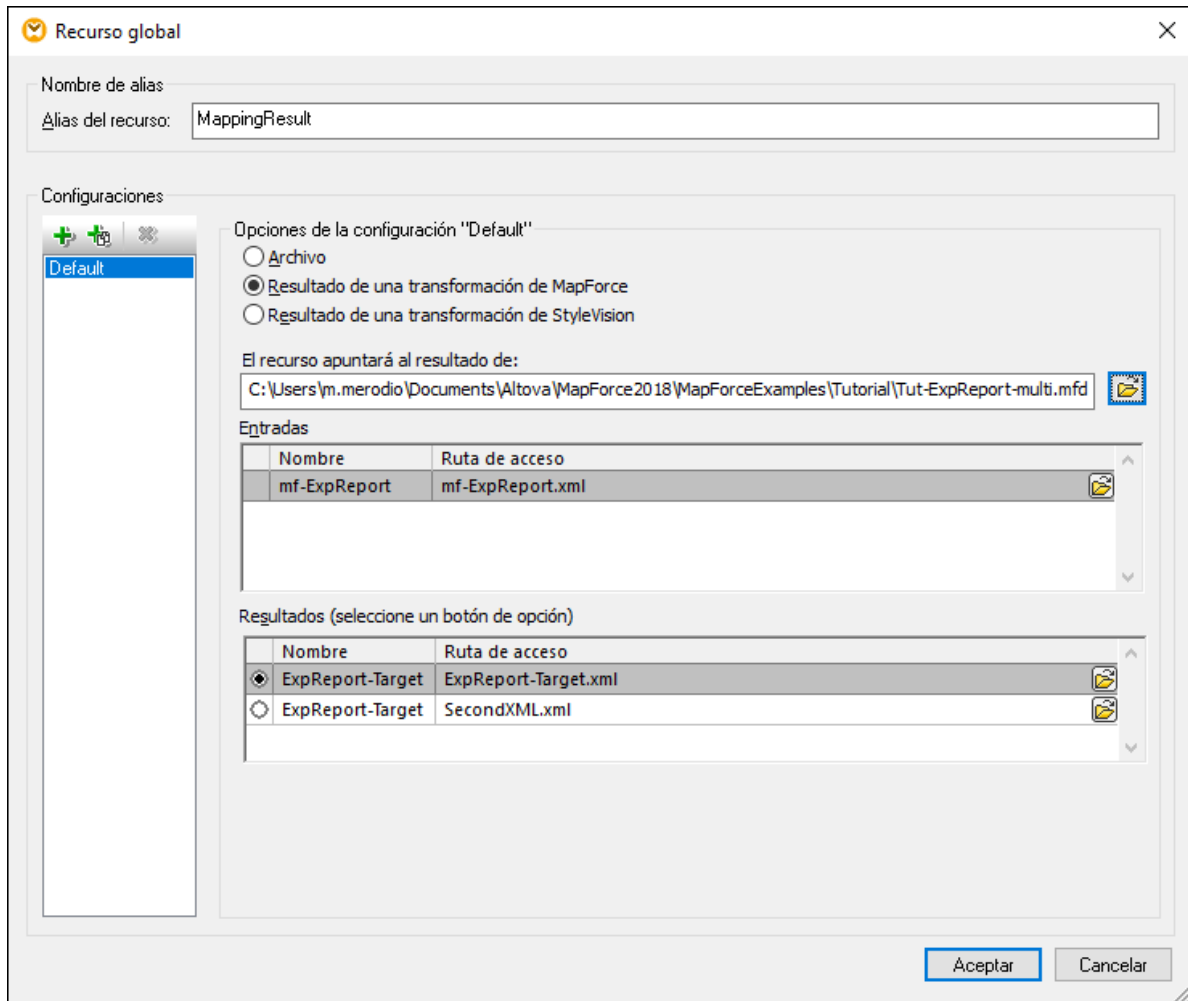 Recurso global
Nombre de alias
Alias del recurso: MappingResult
Configuraciones
Default
Opciones de la configuración "Default"
Archivo
Resultado de una transformación de MapForce
Resultado de una transformación de StyleVision
El recurso apuntará al resultado de:
C:\Users\m.merodio\Documents\Altova\MapForce2018\MapForceExamples\Tutorial\Tut-ExpReport-multi.mfd
Entradas
Nombre Ruta de acceso
mf-ExpReport mf-ExpReport.xml
Resultados (seleccione un botón de opción)
Nombre Ruta de acceso
ExpReport-Target ExpReport-Target.xml
ExpReport-Target SecondXML.xml
Aceptar Cancelar